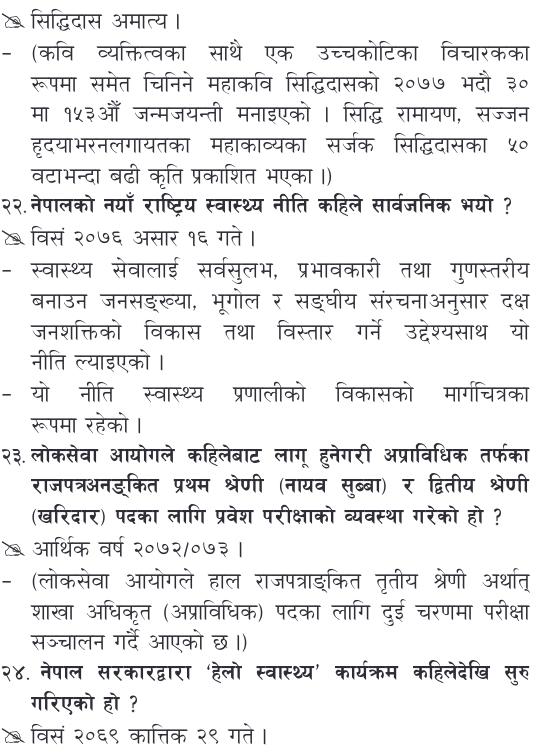 सिद्धिदास अमात्य ।
– (कवि व्यक्तित्वका साथै एक उच्चकोटिका विचारकका
रूपमा समेत चिनिने महाकवि सिद्धिदासको २०७७ भदौ ३०
मा १५३औँ जन्मजयन्ती मनाइएको । सिद्धि रामायण, सज्जन
हृदयाभरनलगायतका महाकाव्यका सर्जक सिद्धिदासका ५०
वटाभन्दा बढी कृति प्रकाशित भएका ।)
२२. नेपालको नयाँ राष्ट्रिय स्वास्थ्य नीति कहिले सार्वजनिक भयो ?
विसं २०७६ असार १६ गते ।
– स्वास्थ्य सेवालाई सर्वसुलभ, प्रभावकारी तथा गुणस्तरीय
बनाउन जनसङ्ख्या, भूगोल र सङ्घीय संरचनाअनुसार दक्ष
जनशक्तिको विकास तथा विस्तार गर्ने उद्देश्यसाथ यो
नीति ल्याइएको ।
– यो नीति स्वास्थ्य प्रणालीको विकासको मार्गचित्रका
रूपमा रहेको ।
२३. लोकसेवा आयोगले कहिलेबाट लागू हुनेगरी अप्राविधिक तर्फका
राजपत्रअनङ्कित प्रथम श्रेणी (नायव सुब्बा) र द्वितीय श्रेणी
(खरिदार) पदका लागि प्रवेश परीक्षाको व्यवस्था गरेको हो ?
आर्थिक वर्ष २०७२/०७३ ।
– (लोकसेवा आयोगले हाल राजपत्राङ्कित तृतीय श्रेणी अर्थात्
शाखा अधिकृत (अप्राविधिक) पदका लागि दुई चरणमा परीक्षा
सञ्चालन गर्दै आएको छ ।)
२४. नेपाल सरकारद्वारा ‘हेलो स्वास्थ्य’ कार्यक्रम कहिलेदेखि सुरु
गरिएको हो ?
विसं २०६९ कात्तिक २९ गते ।